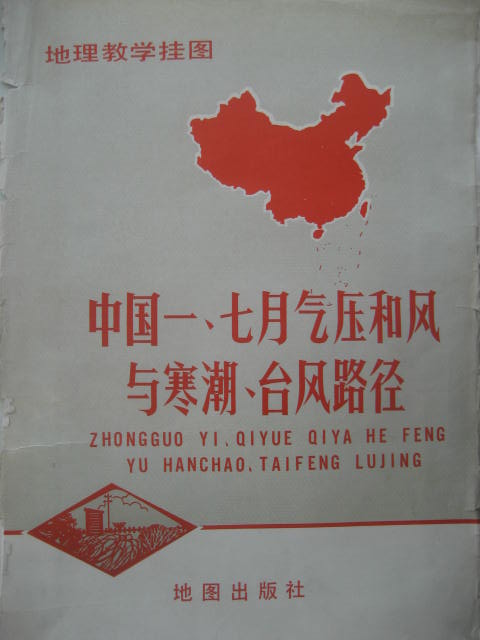 地理教学挂图
中国一、七月气压和风
与寒潮、台风路径
ZHONGGUO YI、QIYUE QIYA HE FENG
YU HANCHAO、TAIFENG LUJING
地图出版社